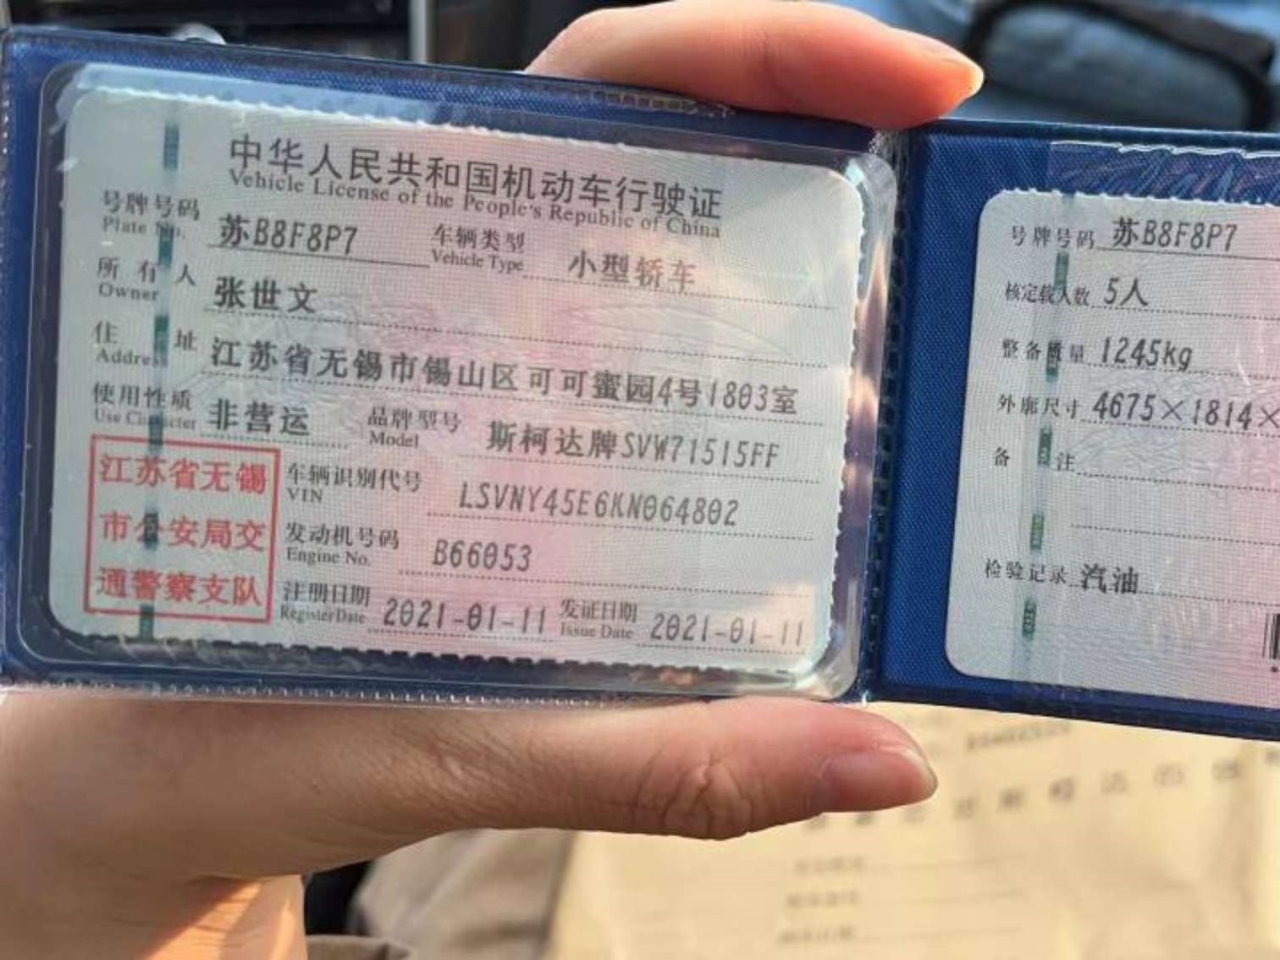 中华人民共和国机动车行驶证
Vehicle License of the People's Republic of China
号牌号码 苏B8F8P7 车辆类型 小型轿车
Plate No. Vehicle Type
所有人 张世文
Owner
住址 江苏省无锡市锡山区可可蜜园4号1803室
Address
使用性质 非营运 品牌型号 斯柯达牌SVW71515FF
Use Character Model
江苏省无锡
市公安局交
通警察支队
车辆识别代号 LSVNY45E6KN064802
VIN
发动机号码 B66053
Engine No.
注册日期 2021-01-11 发证日期 2021-01-11
Register Date Issue Date
号牌号码 苏B8F8P7
核定载人数 5人
整备质量 1245kg
外廓尺寸 4675×1814×
备注
检验记录 汽油